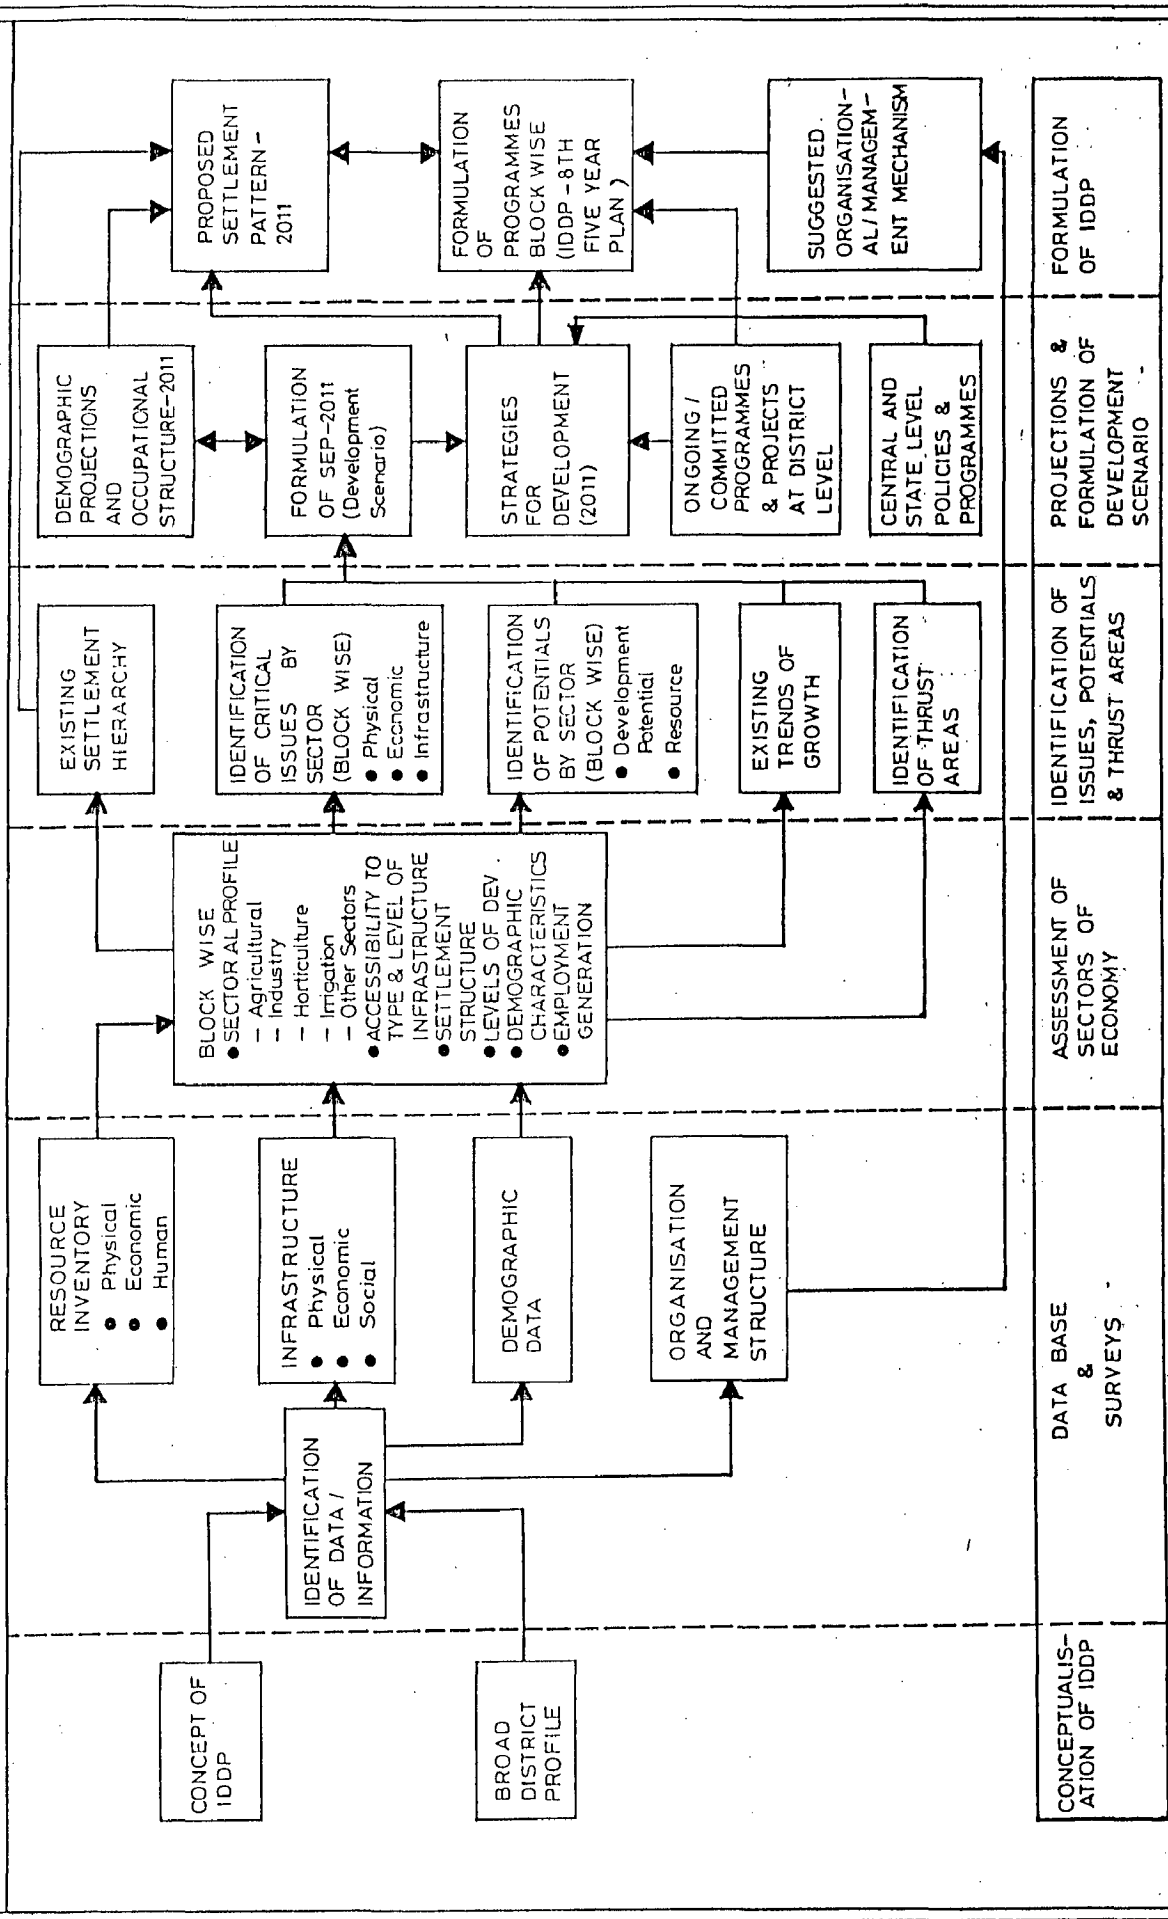 CONCEPT OF
IDDP
BROAD
DISTRICT
PROFILE
IDENTIFICATION
OF DATA /
INFORMATION
RESOURCE
INVENTORY
● Physical
● Economic
● Human
INFRASTRUCTURE
● Physical
● Economic
● Social
DEMOGRAPHIC
DATA
ORGANISATION
AND
MANAGEMENT
STRUCTURE
BLOCK WISE
● SECTORAL PROFILE
– Agricultural
– Industry
– Horticulture
– Irrigation
– Other Sectors
● ACCESSIBILITY TO
TYPE & LEVEL OF
INFRASTRUCTURE
● SETTLEMENT
STRUCTURE
● LEVELS OF DEV.
● DEMOGRAPHIC
CHARACTERISTICS
● EMPLOYMENT
GENERATION
EXISTING
SETTLEMENT
HIERARCHY
IDENTIFICATION
OF CRITICAL
ISSUES BY
SECTOR
(BLOCK WISE)
● Physical
● Economic
● Infrastructure
IDENTIFICATION
OF POTENTIALS
BY SECTOR
(BLOCK WISE)
● Development
Potential
● Resource
EXISTING
TRENDS OF
GROWTH
IDENTIFICATION
OF THRUST
AREAS
DEMOGRAPHIC
PROJECTIONS
AND
OCCUPATIONAL
STRUCTURE-2011
FORMULATION
OF SEP-2011
(Development
Scenario)
STRATEGIES
FOR
DEVELOPMENT
(2011)
ONGOING /
COMMITTED
PROGRAMMES
& PROJECTS
AT DISTRICT
LEVEL
CENTRAL AND
STATE LEVEL
POLICIES &
PROGRAMMES
PROPOSED
SETTLEMENT
PATTERN-
2011
FORMULATION
OF
PROGRAMMES
BLOCK WISE
(IDDP - 8TH
FIVE YEAR
PLAN)
SUGGESTED
ORGANISATION-
AL/MANAGEM-
ENT MECHANISM
CONCEPTUALIS-
ATION OF IDDP
DATA BASE
&
SURVEYS
ASSESSMENT OF
SECTORS OF
ECONOMY
IDENTIFICATION OF
ISSUES, POTENTIALS
& THRUST AREAS
PROJECTIONS &
FORMULATION OF
DEVELOPMENT
SCENARIO
FORMULATION
OF IDDP